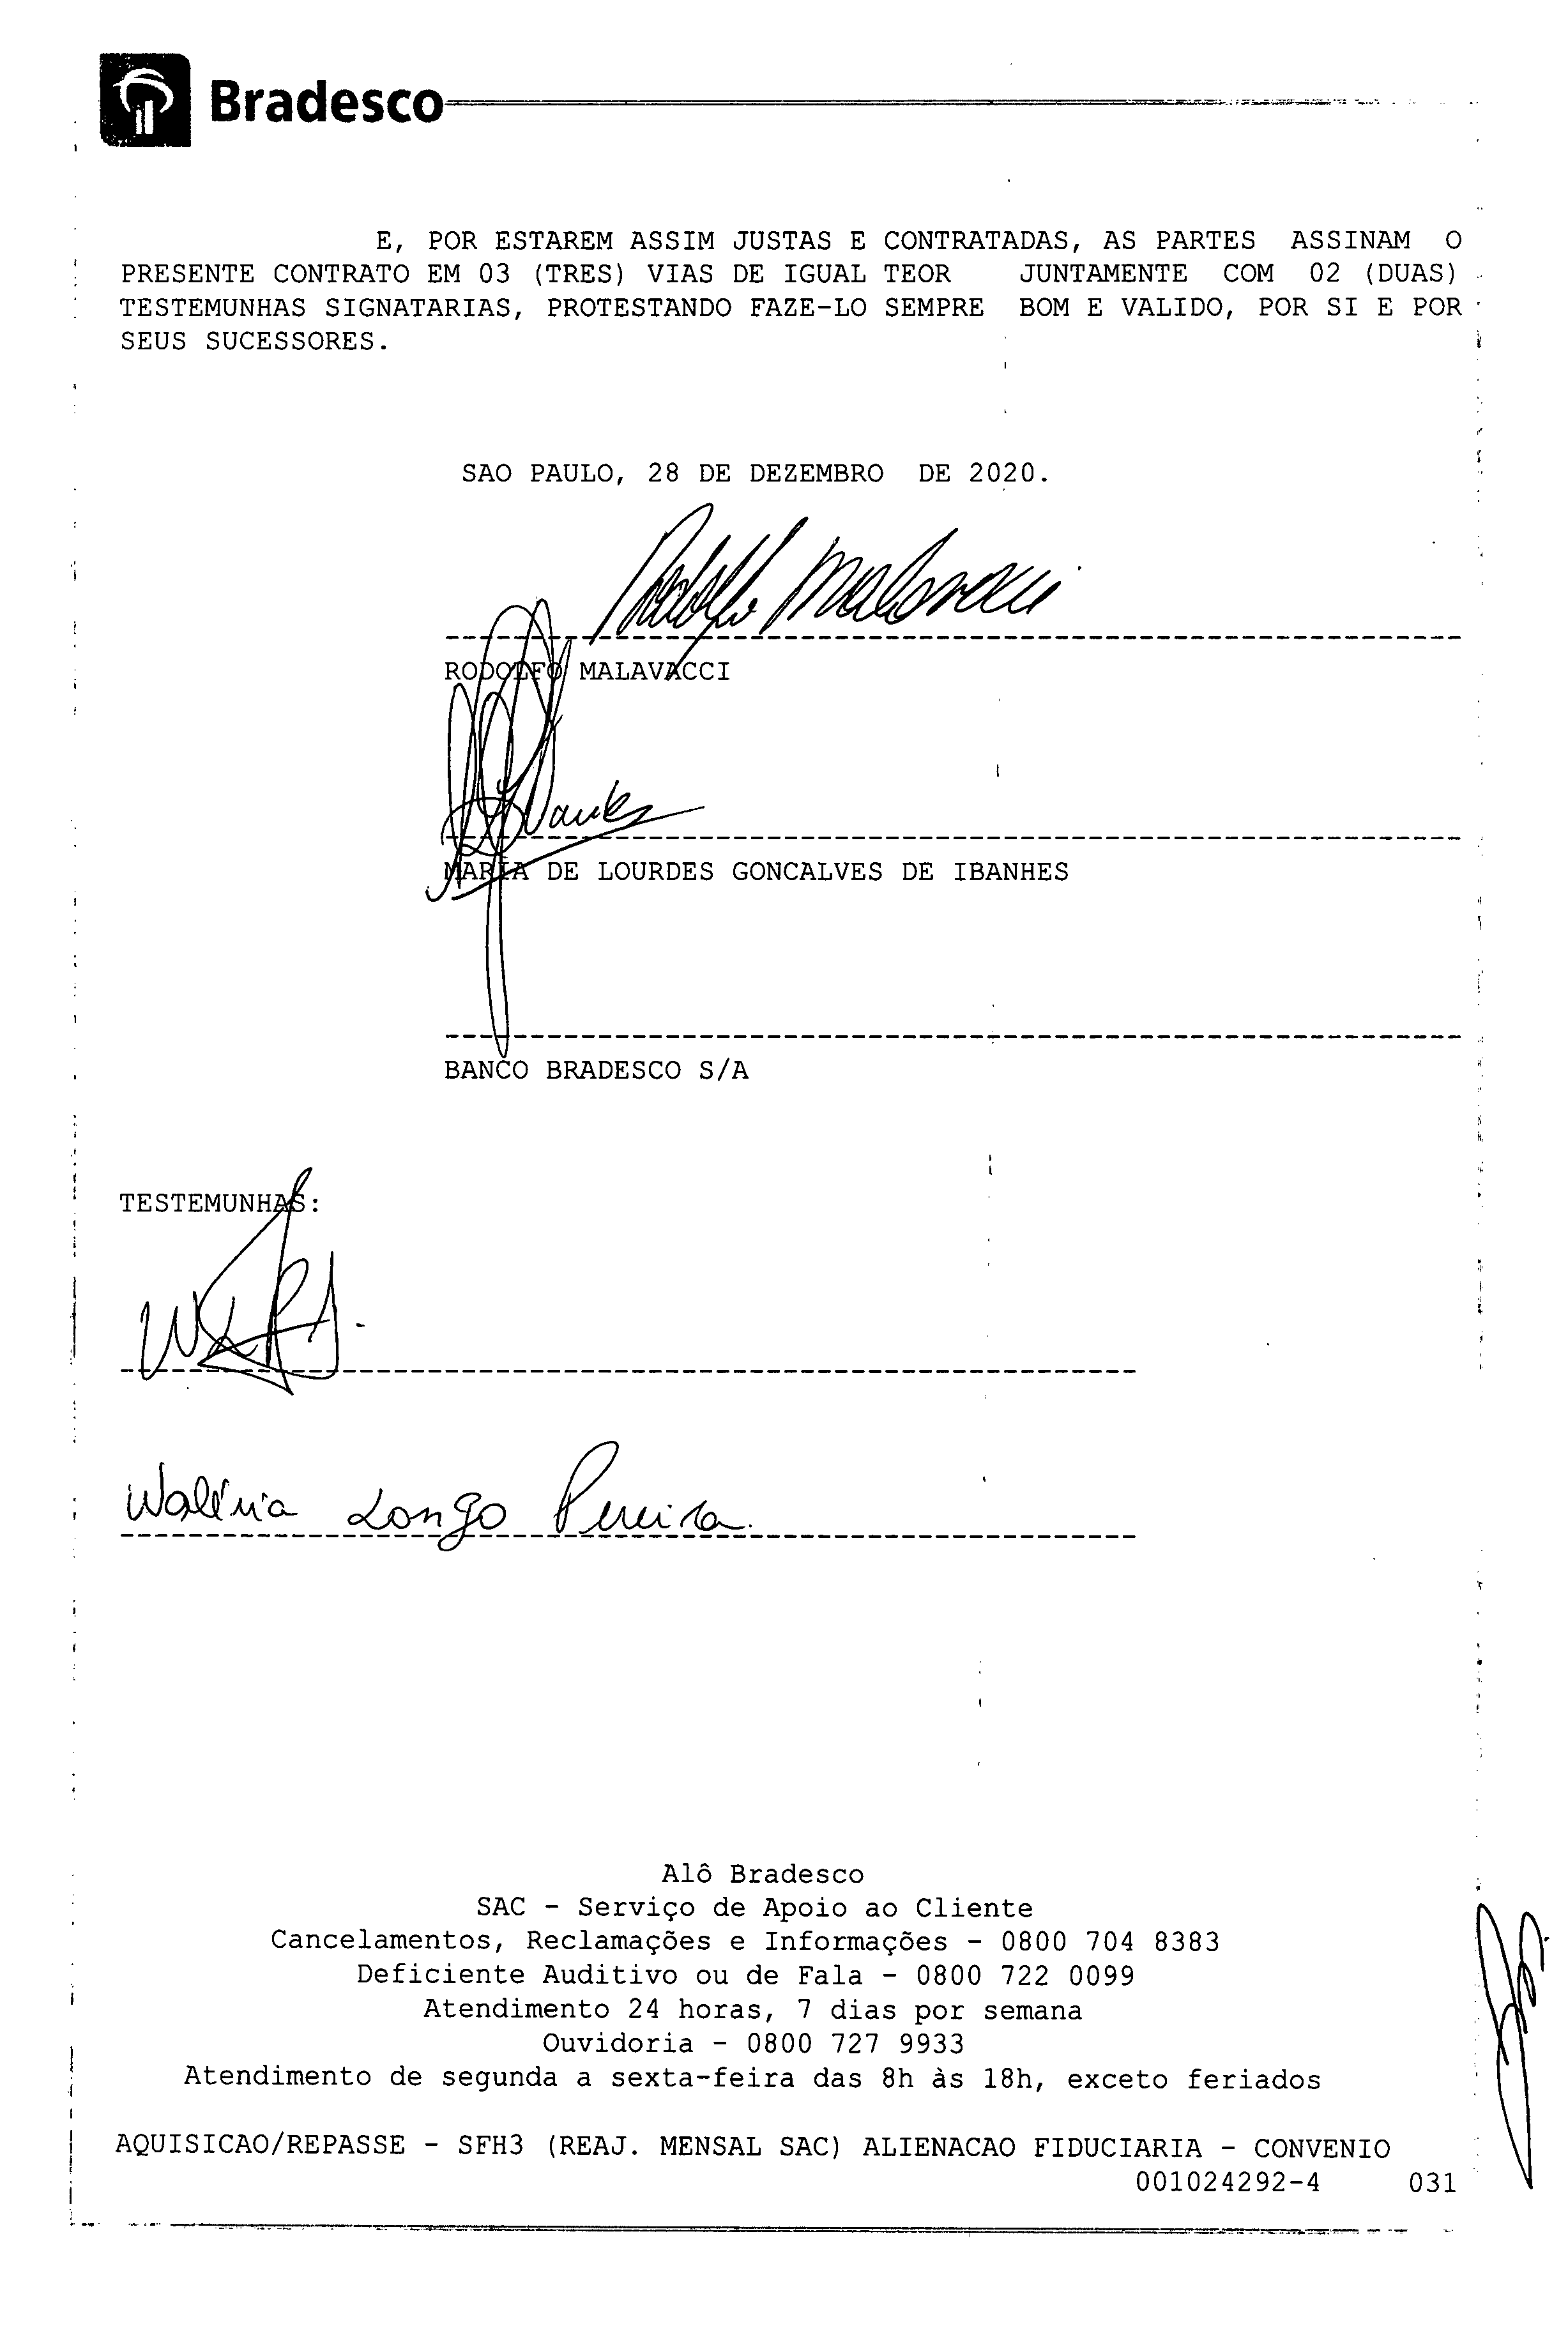 Bradesco
E, POR ESTAREM ASSIM JUSTAS E CONTRATADAS, AS PARTES ASSINAM O
PRESENTE CONTRATO EM 03 (TRES) VIAS DE IGUAL TEOR JUNTAMENTE COM 02 (DUAS)
TESTEMUNHAS SIGNATARIAS, PROTESTANDO FAZE-LO SEMPRE BOM E VALIDO, POR SI E POR
SEUS SUCESSORES.
SAO PAULO, 28 DE DEZEMBRO DE 2020.
Rodolfo Malavacci
RODOLFO MALAVACCI
MARIA DE LOURDES GONCALVES DE IBANHES
BANCO BRADESCO S/A
TESTEMUNHAS:
Waléria Longo Pereira
Alô Bradesco
SAC - Serviço de Apoio ao Cliente
Cancelamentos, Reclamações e Informações - 0800 704 8383
Deficiente Auditivo ou de Fala - 0800 722 0099
Atendimento 24 horas, 7 dias por semana
Ouvidoria - 0800 727 9933
Atendimento de segunda a sexta-feira das 8h às 18h, exceto feriados
AQUISICAO/REPASSE - SFH3 (REAJ. MENSAL SAC) ALIENACAO FIDUCIARIA - CONVENIO
001024292-4 031